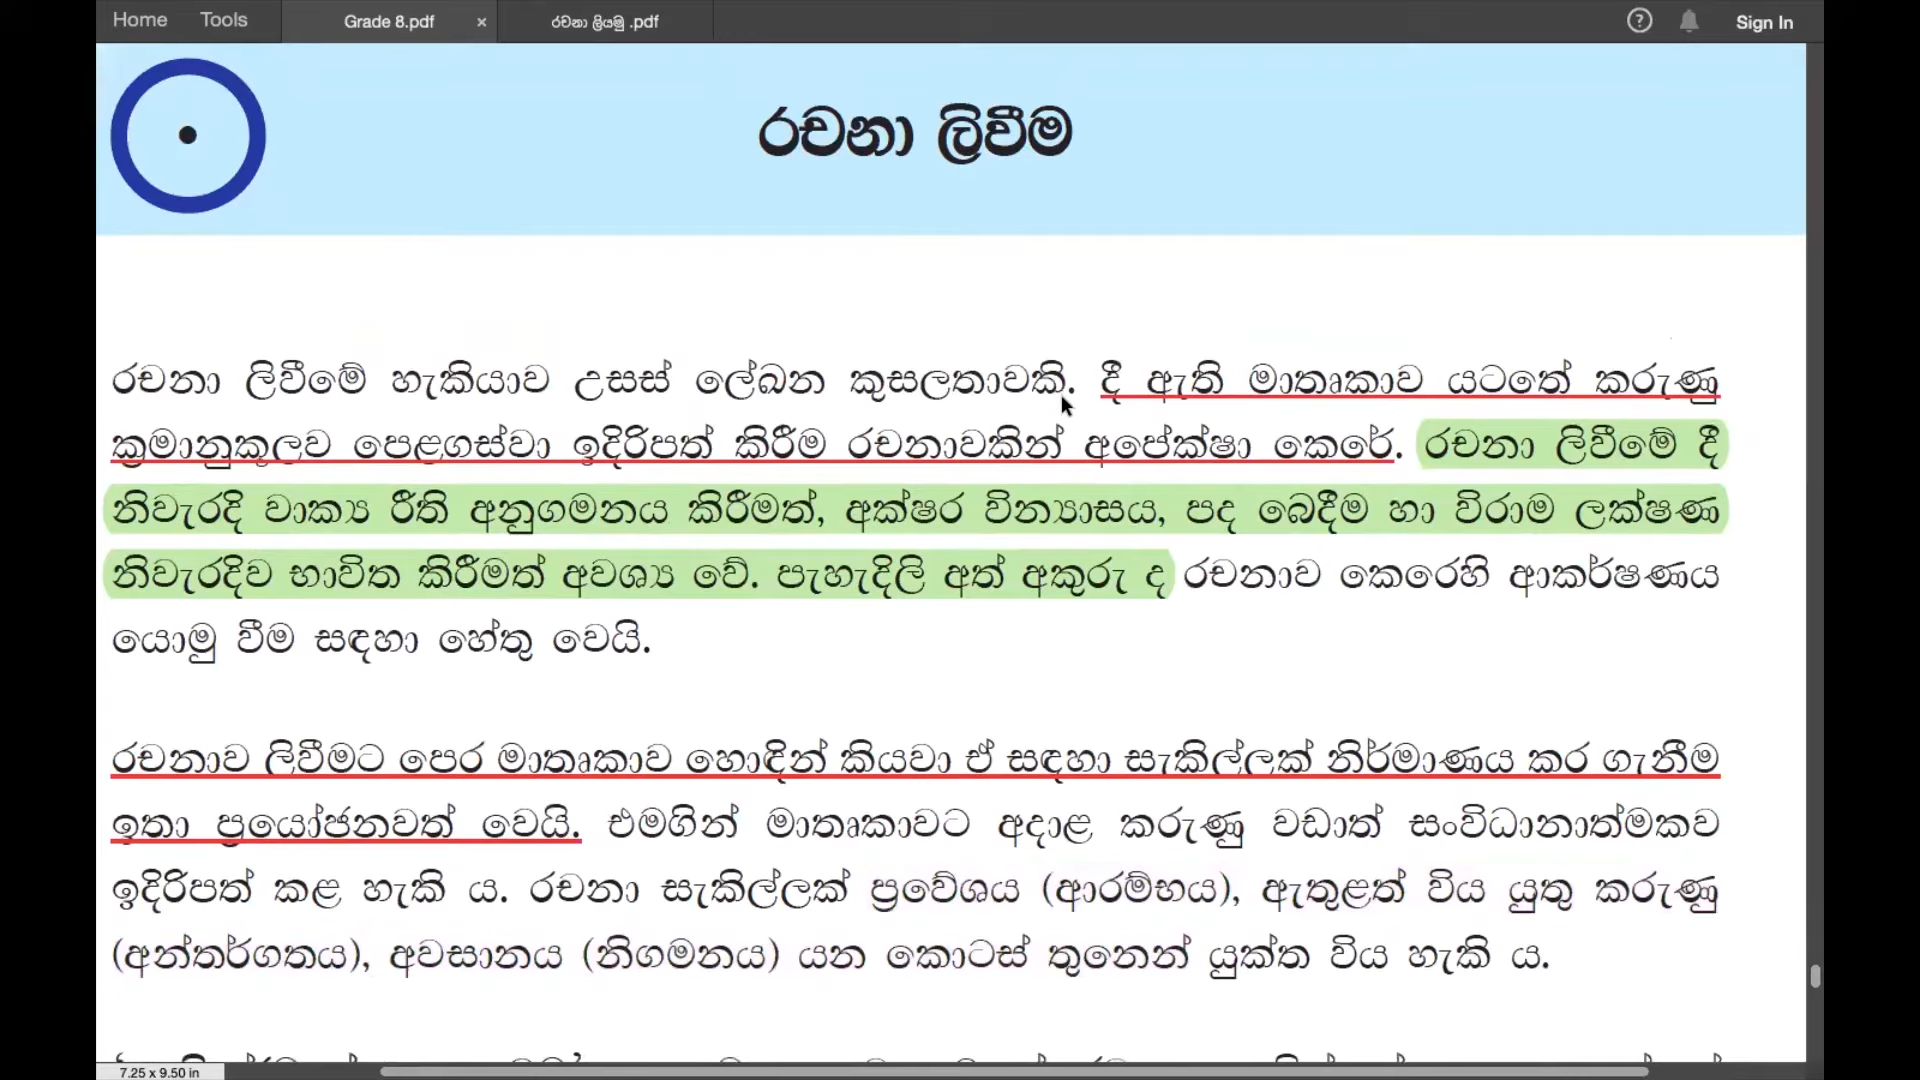 Home Tools Grade 8.pdf × රචනා ලියමු .pdf ? Sign In
රචනා ලිවීම
රචනා ලිවීමේ හැකියාව උසස් ලේඛන කුසලතාවකි. දී ඇති මාතෘකාව යටතේ කරුණු
ක්‍රමානුකූලව පෙළගස්වා ඉදිරිපත් කිරීම රචනාවකින් අපේක්ෂා කෙරේ. රචනා ලිවීමේ දී
නිවැරදි වාක්‍ය රීති අනුගමනය කිරීමත්, අක්ෂර වින්‍යාසය, පද බෙදීම හා විරාම ලක්ෂණ
නිවැරදිව භාවිත කිරීමත් අවශ්‍ය වේ. පැහැදිලි අත් අකුරු ද රචනාව කෙරෙහි ආකර්ෂණය
යොමු වීම සඳහා හේතු වෙයි.
රචනාව ලිවීමට පෙර මාතෘකාව හොඳින් කියවා ඒ සඳහා සැකිල්ලක් නිර්මාණය කර ගැනීම
ඉතා ප්‍රයෝජනවත් වෙයි. එමගින් මාතෘකාවට අදාළ කරුණු වඩාත් සංවිධානාත්මකව
ඉදිරිපත් කළ හැකි ය. රචනා සැකිල්ලක් ප්‍රවේශය (ආරම්භය), ඇතුළත් විය යුතු කරුණු
(අන්තර්ගතය), අවසානය (නිගමනය) යන කොටස් තුනෙන් යුක්ත විය හැකි ය.
7.25 x 9.50 in